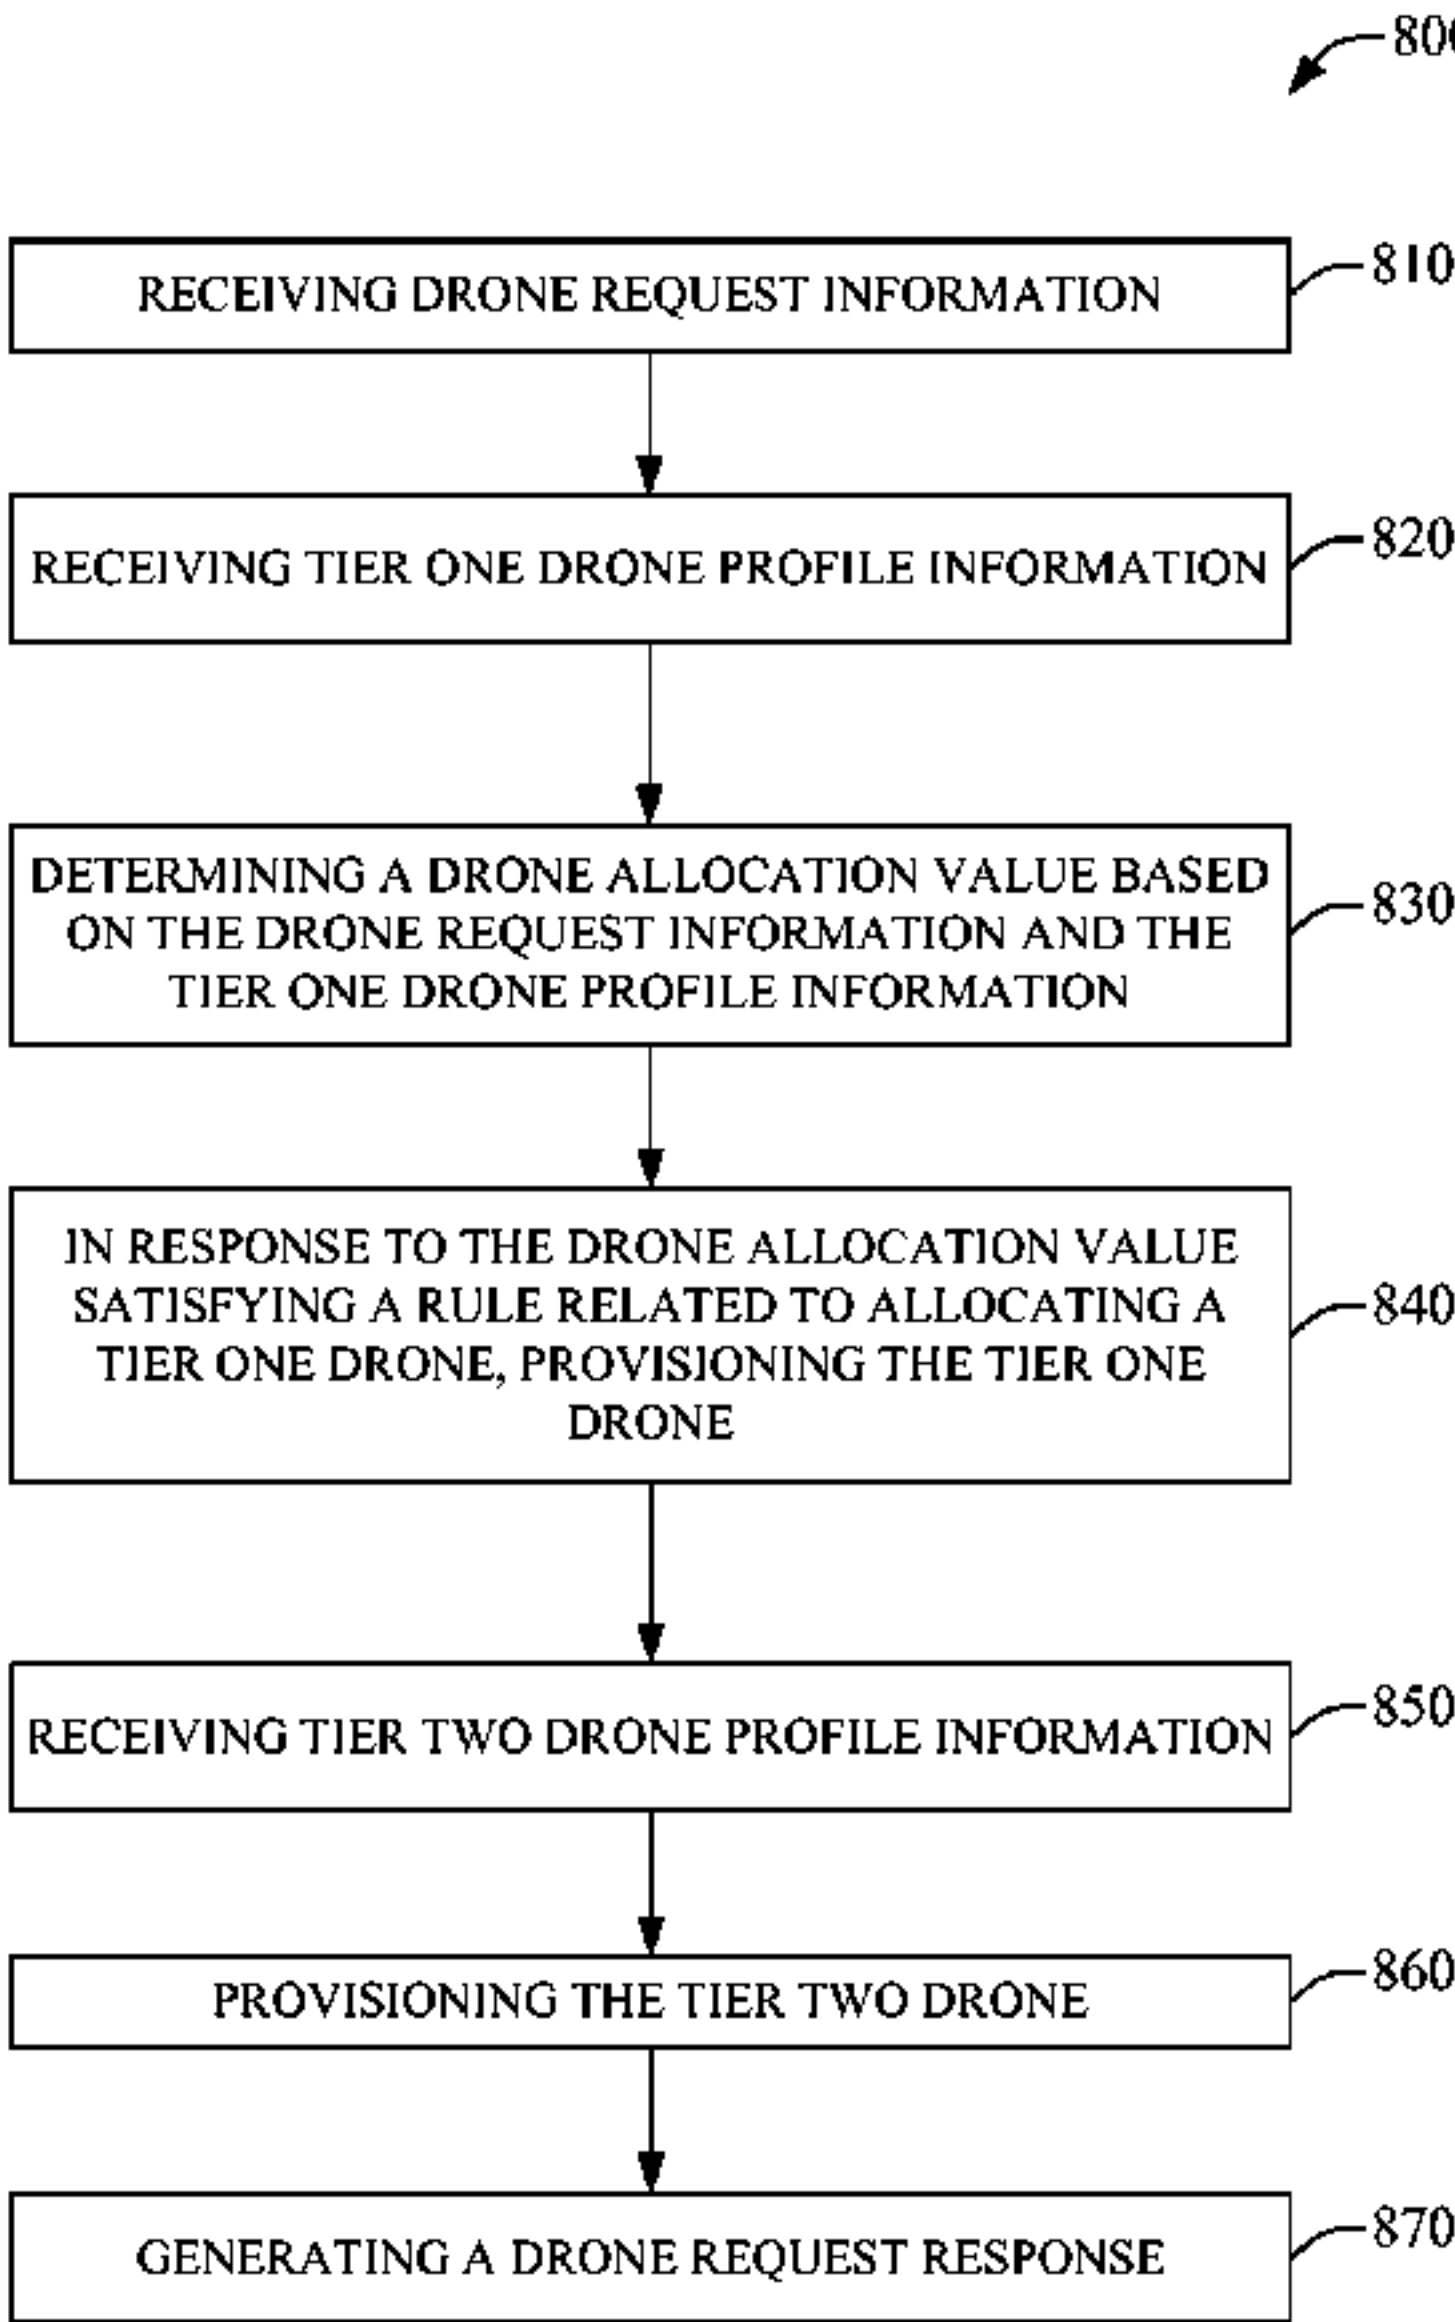 800
RECEIVING DRONE REQUEST INFORMATION
810
RECEIVING TIER ONE DRONE PROFILE INFORMATION
820
DETERMINING A DRONE ALLOCATION VALUE BASED
ON THE DRONE REQUEST INFORMATION AND THE
TIER ONE DRONE PROFILE INFORMATION
830
IN RESPONSE TO THE DRONE ALLOCATION VALUE
SATISFYING A RULE RELATED TO ALLOCATING A
TIER ONE DRONE, PROVISIONING THE TIER ONE
DRONE
840
RECEIVING TIER TWO DRONE PROFILE INFORMATION
850
PROVISIONING THE TIER TWO DRONE
860
GENERATING A DRONE REQUEST RESPONSE
870